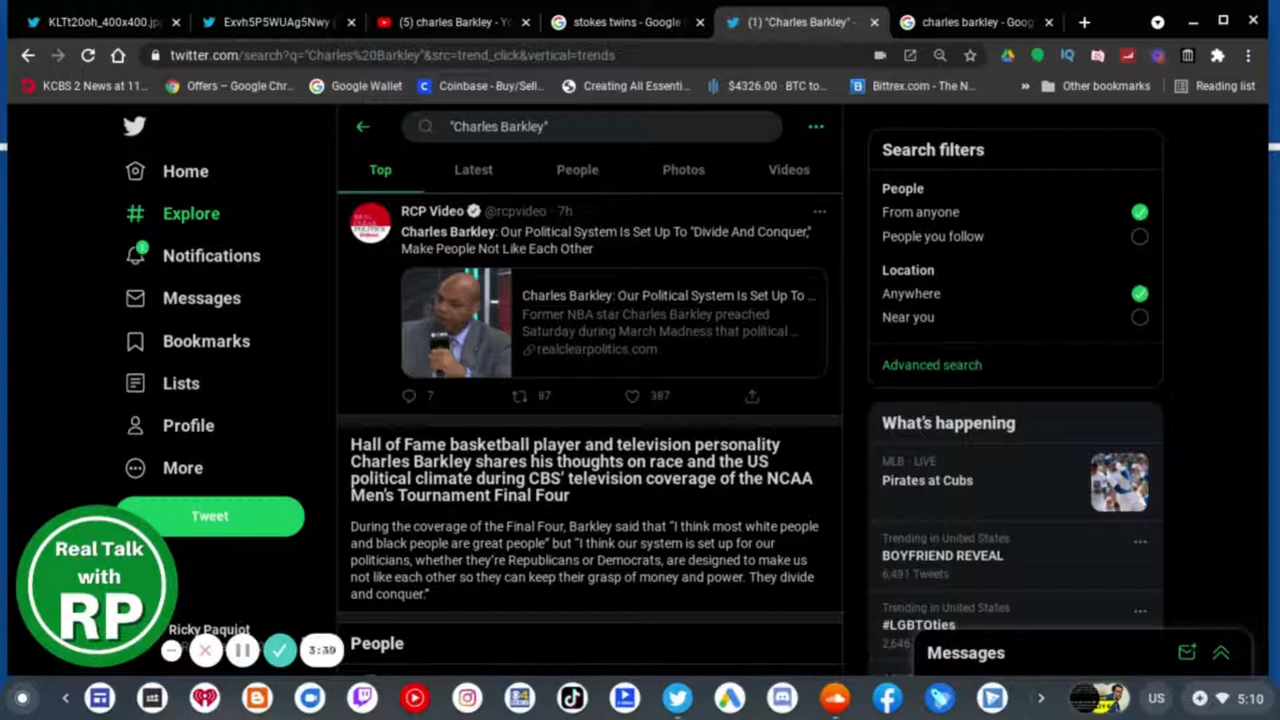 KLTt20oh_400x400.jp
Exvh5P5WUAg5Nwy
(5) charles Barkley - Yo
stokes twins - Google
(1) "Charles Barkley" -
charles barkley - Goog
twitter.com/search?q="Charles%20Barkley"&src=trend_click&vertical=trends
KCBS 2 News at 11...
Offers – Google Chr...
Google Wallet
Coinbase - Buy/Sell...
Creating All Essenti...
$4326.00 · BTC to...
Bittrex.com - The N...
»
Other bookmarks
Reading list
"Charles Barkley"
Home
Explore
1
Notifications
Messages
Bookmarks
Lists
Profile
More
Tweet
Top
Latest
People
Photos
Videos
RCP Video @rcpvideo · 7h
Charles Barkley: Our Political System Is Set Up To "Divide And Conquer,"
Make People Not Like Each Other
Charles Barkley: Our Political System Is Set Up To ...
Former NBA star Charles Barkley preached
Saturday during March Madness that political ...
realclearpolitics.com
7
87
387
Hall of Fame basketball player and television personality
Charles Barkley shares his thoughts on race and the US
political climate during CBS' television coverage of the NCAA
Men's Tournament Final Four
During the coverage of the Final Four, Barkley said that "I think most white people
and black people are great people" but "I think our system is set up for our
politicians, whether they're Republicans or Democrats, are designed to make us
not like each other so they can keep their grasp of money and power. They divide
and conquer."
People
Search filters
People
From anyone
People you follow
Location
Anywhere
Near you
Advanced search
What's happening
MLB · LIVE
Pirates at Cubs
Trending in United States
BOYFRIEND REVEAL
6,491 Tweets
Trending in United States
#LGBTOties
2,646
Messages
Real Talk
with
RP
Ricky Paquiot
3:39
US
5:10